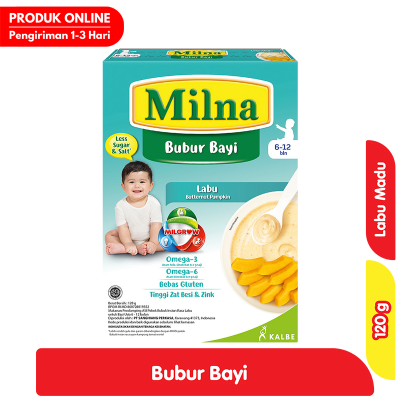 PRODUK ONLINE
Pengiriman 1-3 Hari
Milna
Bubur Bayi
Less
Sugar
& Salt
6-12
bln
Labu
Butternut Pumpkin
MILGROW
Omega-3
Omega-6
Bebas Gluten
Tinggi Zat Besi & Zink
KALBE
Labu Madu
120 g
Bubur Bayi